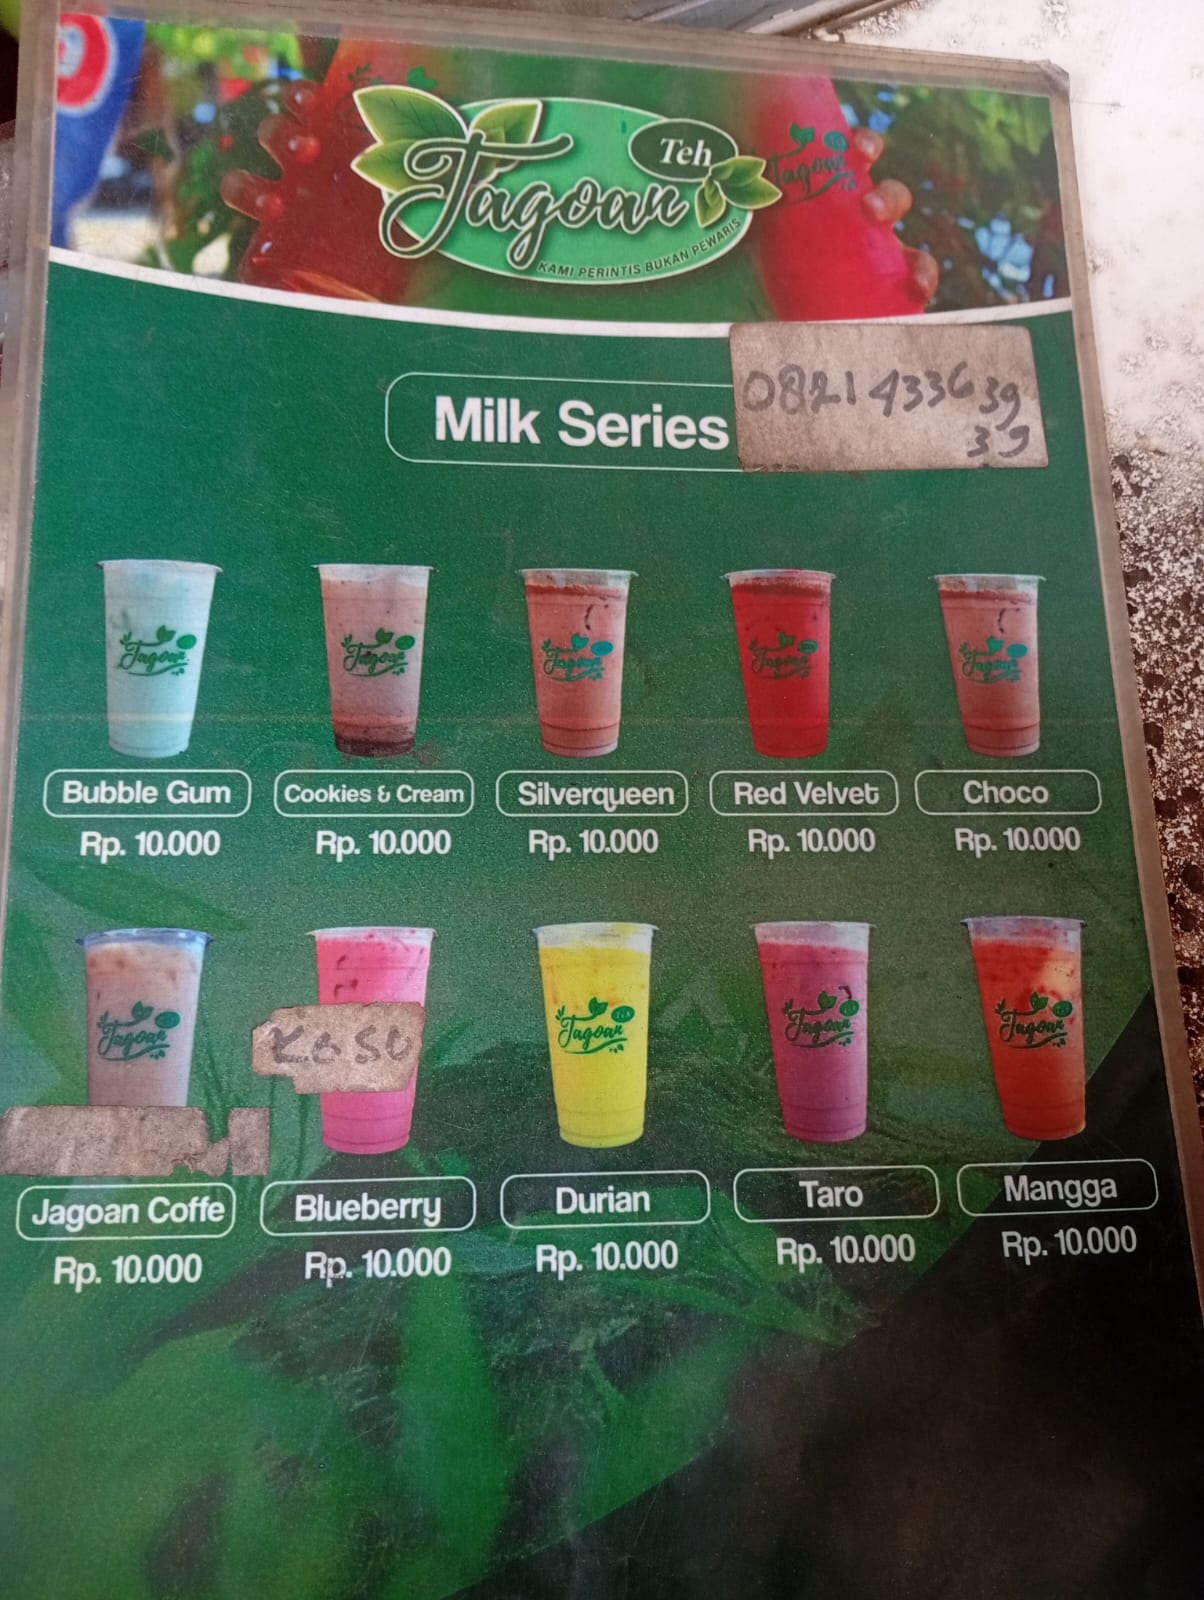 Teh
Jagoan
KAMI PERINTIS BUKAN PEWARIS
Milk Series
0821 4336 39
39
Bubble Gum
Cookies & Cream
Silverqueen
Red Velvet
Choco
Rp. 10.000
Rp. 10.000
Rp. 10.000
Rp. 10.000
Rp. 10.000
Jagoan Coffe
Blueberry
Durian
Taro
Mangga
Rp. 10.000
Rp. 10.000
Rp. 10.000
Rp. 10.000
Rp. 10.000